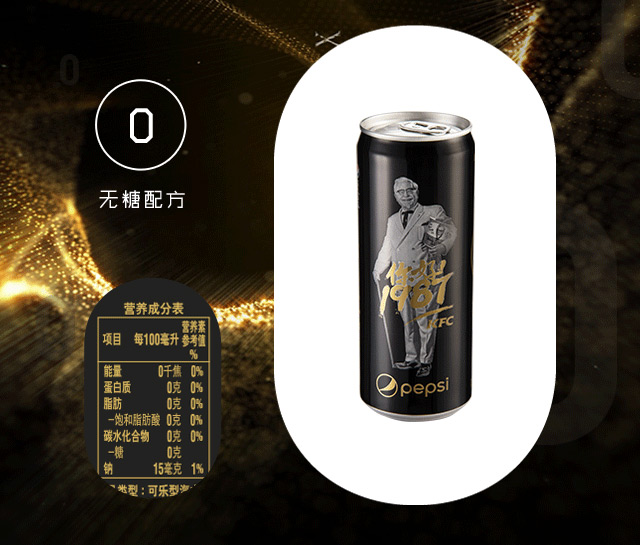 0
无糖配方
营养成分表
项目 每100毫升 营养素参考值%
能量 0千焦 0%
蛋白质 0克 0%
脂肪 0克 0%
–饱和脂肪酸 0克 0%
碳水化合物 0克 0%
–糖 0克
钠 15毫克 1%
类型：可乐型
1987
KFC
pepsi